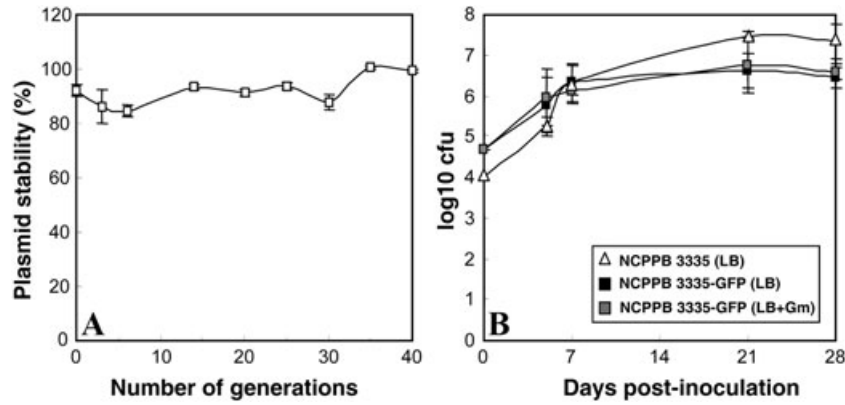 120
100
80
60
40
20
0
Plasmid stability (%)
A
0 10 20 30 40
Number of generations
8
7
6
5
4
3
2
1
0
log10 cfu
NCPPB 3335 (LB)
NCPPB 3335-GFP (LB)
NCPPB 3335-GFP (LB+Gm)
B
0 7 14 21 28
Days post-inoculation